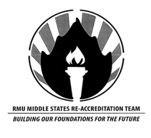 RMU MIDDLE STATES RE-ACCREDITATION TEAM
BUILDING OUR FOUNDATIONS FOR THE FUTURE